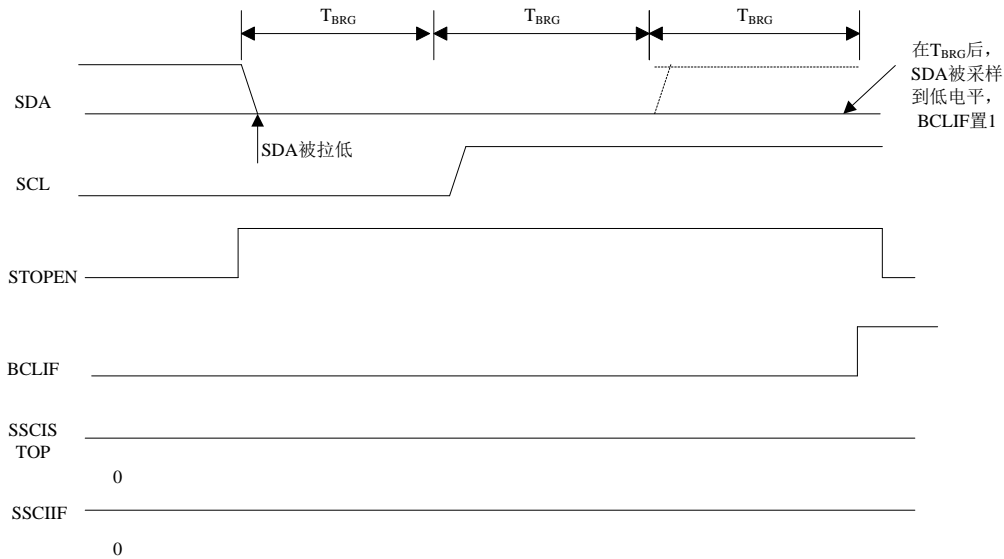 TBRG TBRG TBRG
在TBRG后，
SDA被采样
到低电平，
BCLIF置1
SDA
SDA被拉低
SCL
STOPEN
BCLIF
SSCIS
TOP
0
SSCIIF
0